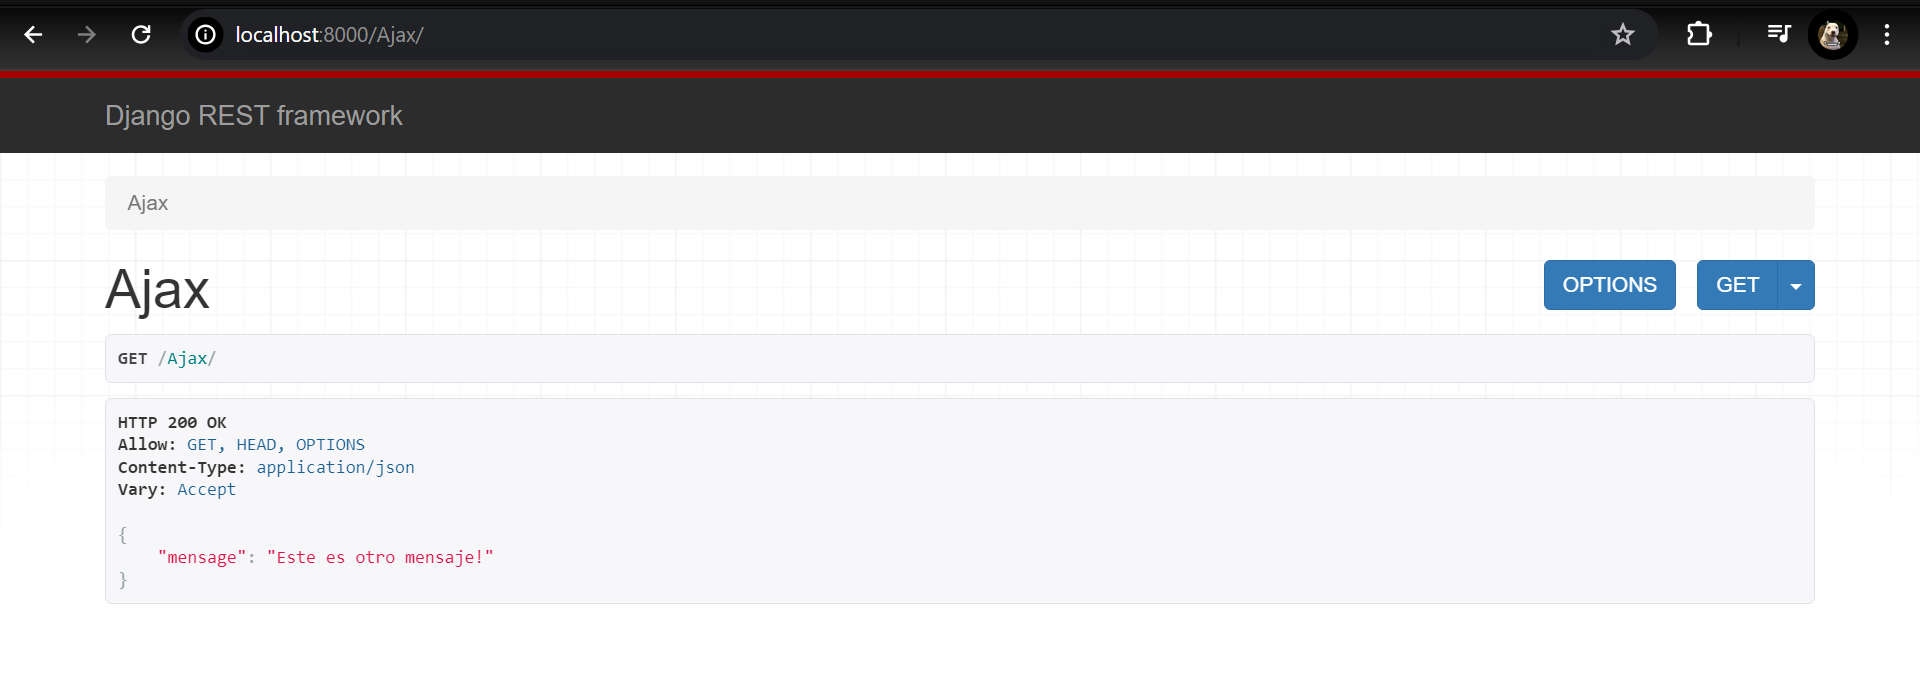 localhost:8000/Ajax/
Django REST framework
Ajax
Ajax
OPTIONS
GET
GET /Ajax/
HTTP 200 OK
Allow: GET, HEAD, OPTIONS
Content-Type: application/json
Vary: Accept
{
    "mensage": "Este es otro mensaje!"
}